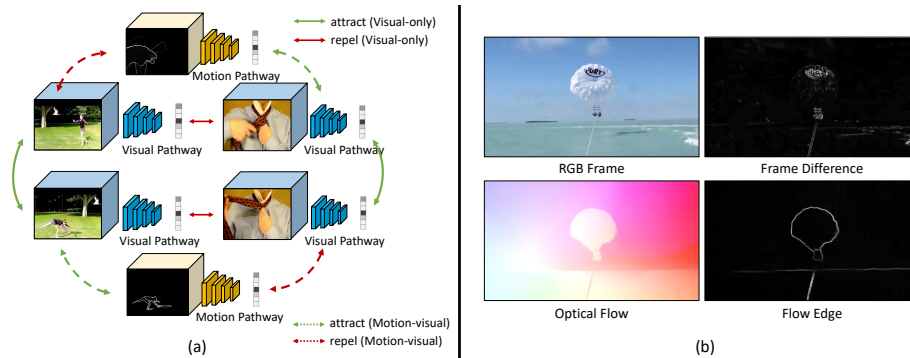 attract (Visual-only)
repel (Visual-only)
Motion Pathway
Visual Pathway
Visual Pathway
Visual Pathway
Visual Pathway
Motion Pathway
attract (Motion-visual)
repel (Motion-visual)
(a)
RGB Frame
Frame Difference
Optical Flow
Flow Edge
(b)